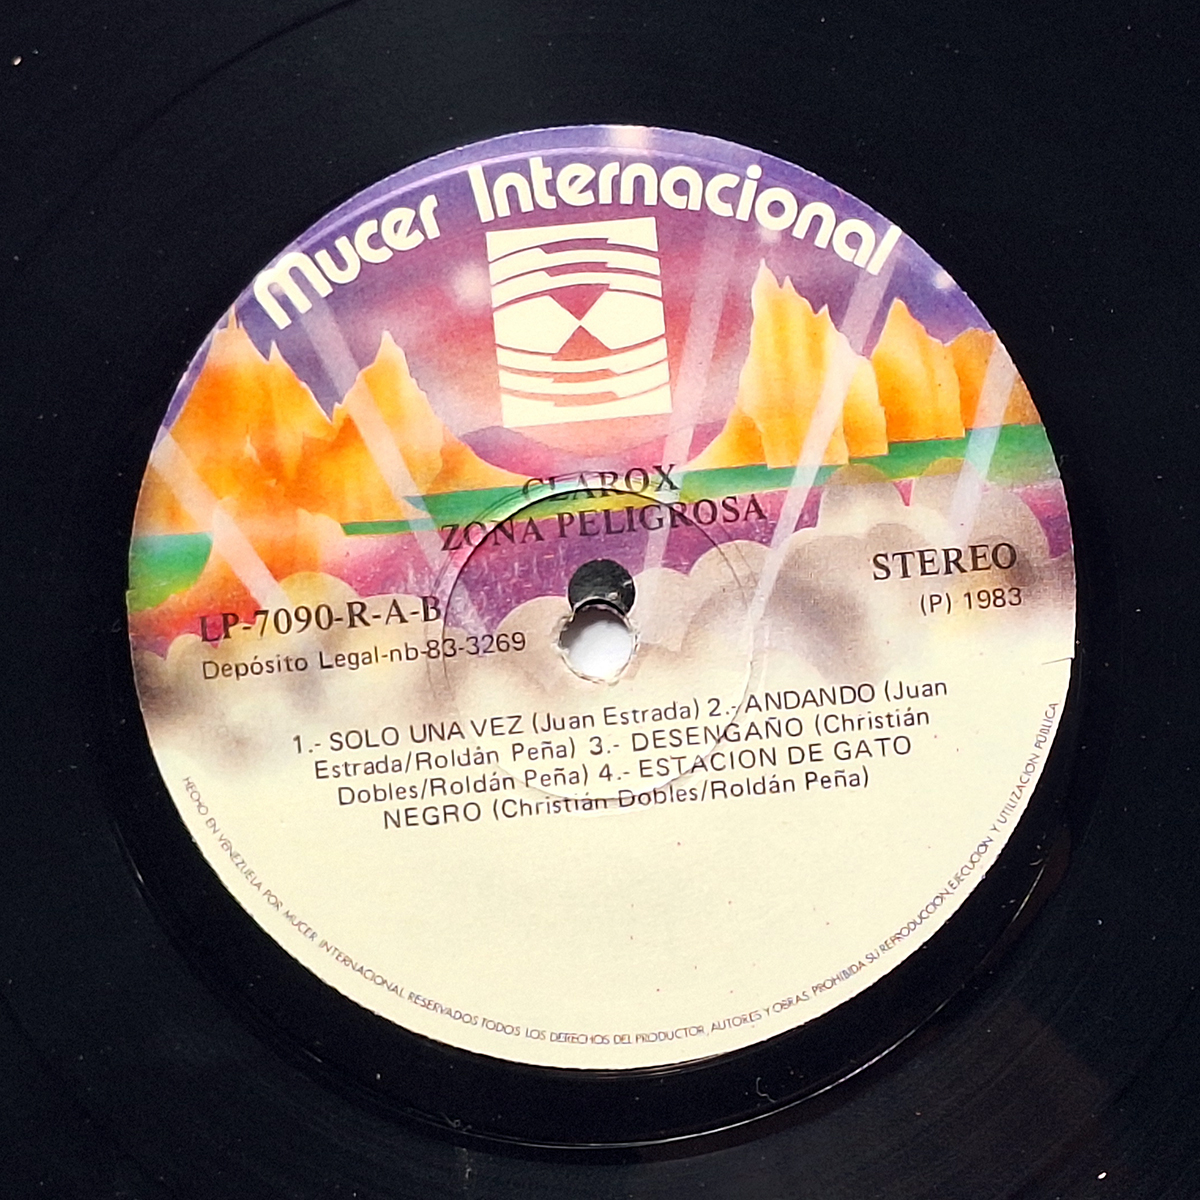 Mucer Internacional
CLAROX
ZONA PELIGROSA
STEREO
(P) 1983
LP-7090-R-A-B
Depósito Legal-nb-83-3269
1.- SOLO UNA VEZ (Juan Estrada) 2.- ANDANDO (Juan
Estrada/Roldán Peña) 3.- DESENGAÑO (Christián
Dobles/Roldán Peña) 4.- ESTACION DE GATO
NEGRO (Christián Dobles/Roldán Peña)
HECHO EN VENEZUELA POR MUCER INTERNACIONAL RESERVADOS TODOS LOS DERECHOS DEL PRODUCTOR, AUTORES Y OBRAS. PROHIBIDA SU REPRODUCCION, EJECUCION Y UTILIZACION PUBLICA